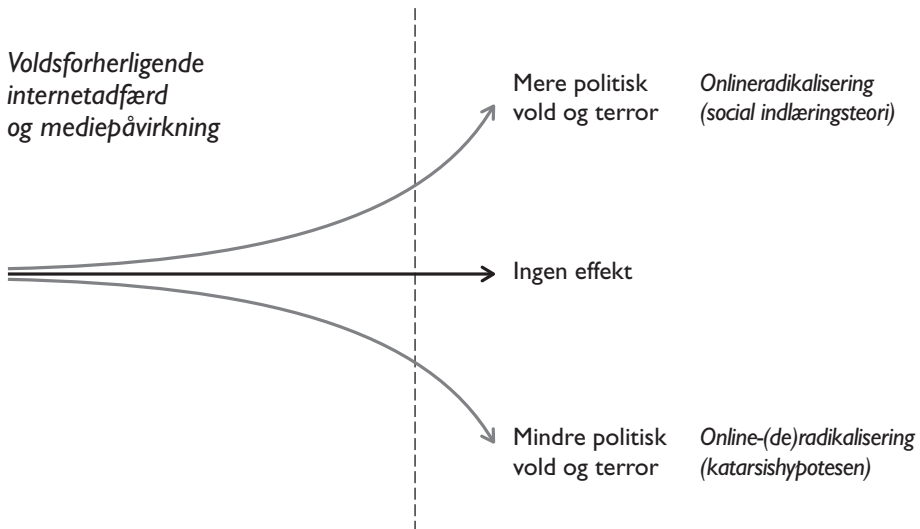 Voldsforherligende
internetadfærd
og mediepåvirkning
Mere politisk
vold og terror
Onlineradikalisering
(social indlæringsteori)
Ingen effekt
Mindre politisk
vold og terror
Online-(de)radikalisering
(katarsishypotesen)